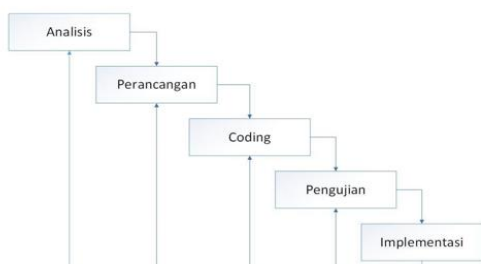 Analisis
Perancangan
Coding
Pengujian
Implementasi